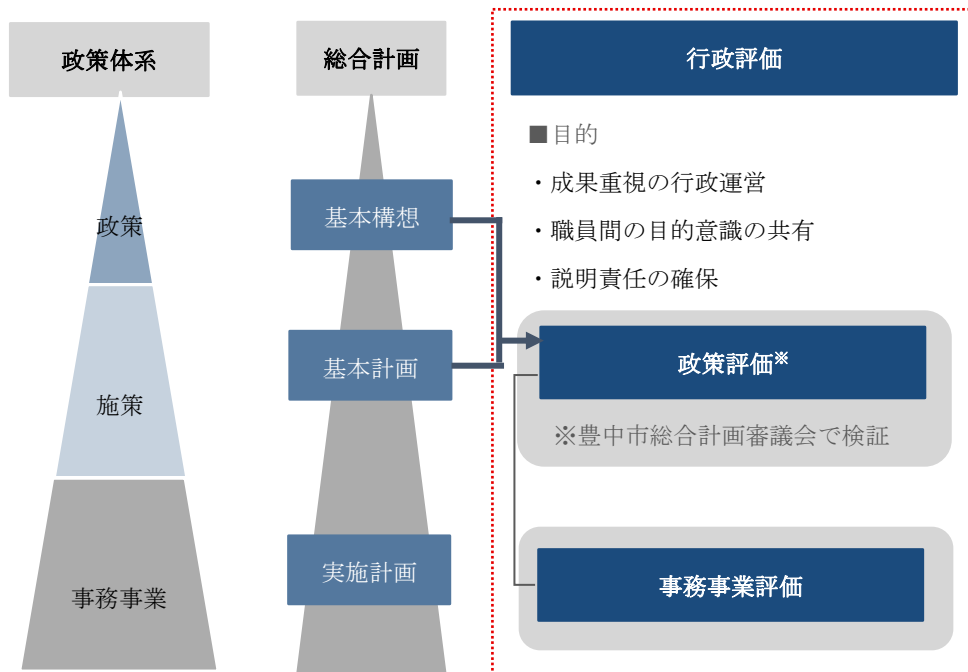 政策体系
総合計画
行政評価
政策
施策
事務事業
基本構想
基本計画
実施計画
■目的
・成果重視の行政運営
・職員間の目的意識の共有
・説明責任の確保
政策評価※
※豊中市総合計画審議会で検証
事務事業評価